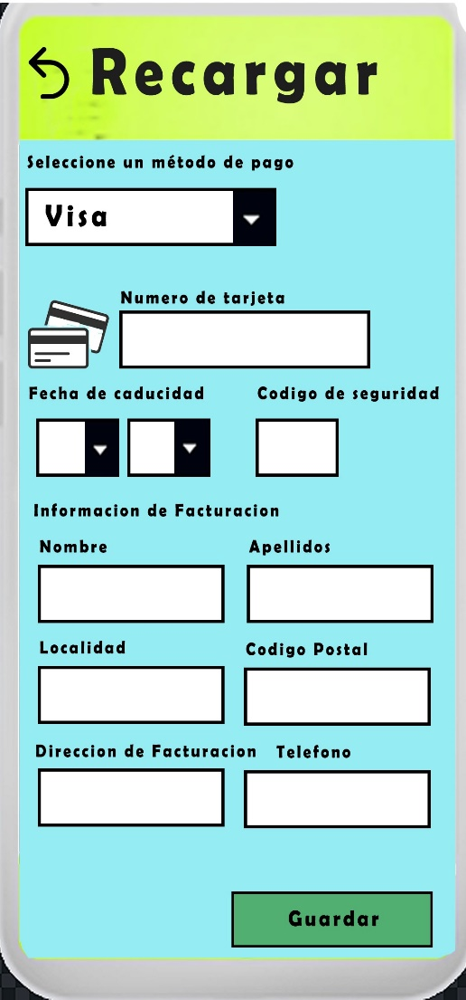 Recargar
Seleccione un método de pago
Visa
Numero de tarjeta
Fecha de caducidad Codigo de seguridad
Informacion de Facturacion
Nombre Apellidos
Localidad Codigo Postal
Direccion de Facturacion Telefono
Guardar